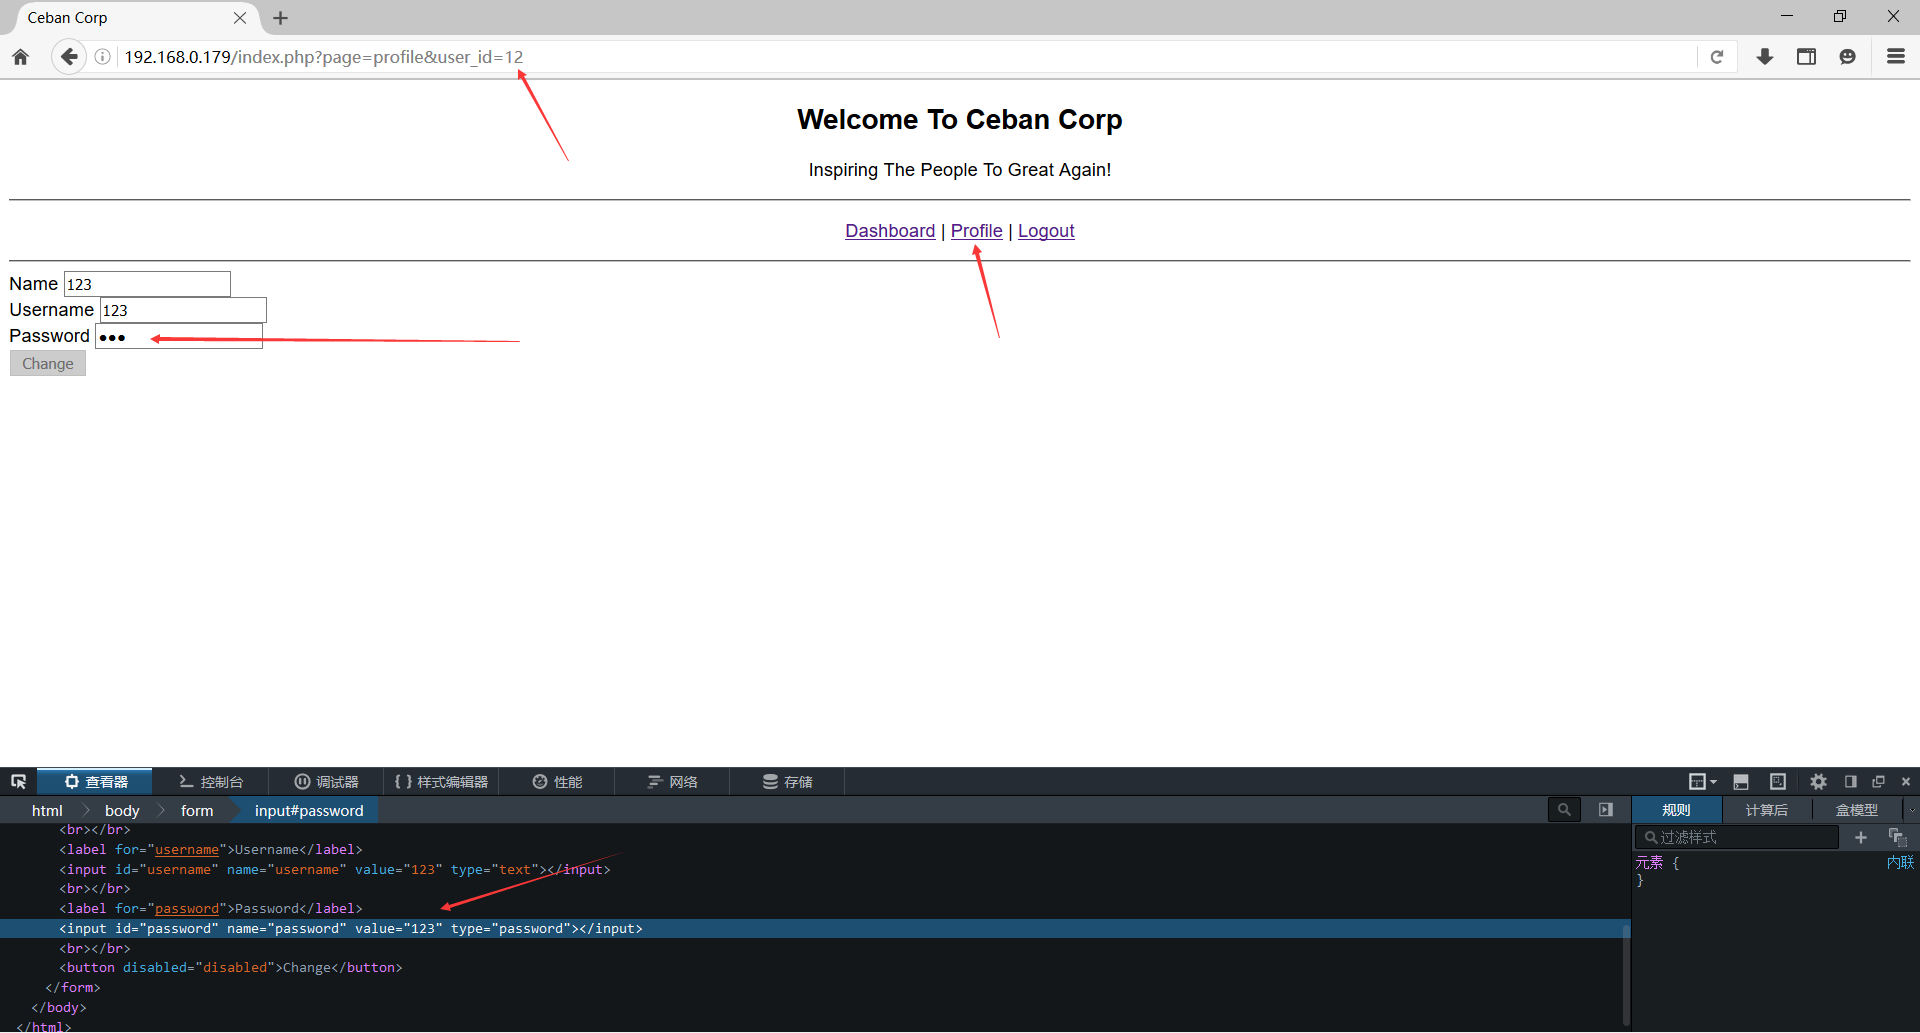 Ceban Corp
192.168.0.179/index.php?page=profile&user_id=12
Welcome To Ceban Corp
Inspiring The People To Great Again!
Dashboard | Profile | Logout
Name 123
Username 123
Password •••
Change
查看器 控制台 调试器 {} 样式编辑器 性能 网络 存储
html body form input#password 规则 计算后 盒模型
过滤样式
<br></br>
<label for="username">Username</label>
<input id="username" name="username" value="123" type="text"></input>
<br></br>
<label for="password">Password</label>
<input id="password" name="password" value="123" type="password"></input>
<br></br>
<button disabled="disabled">Change</button>
</form>
</body>
</html>
元素 { 内联
}